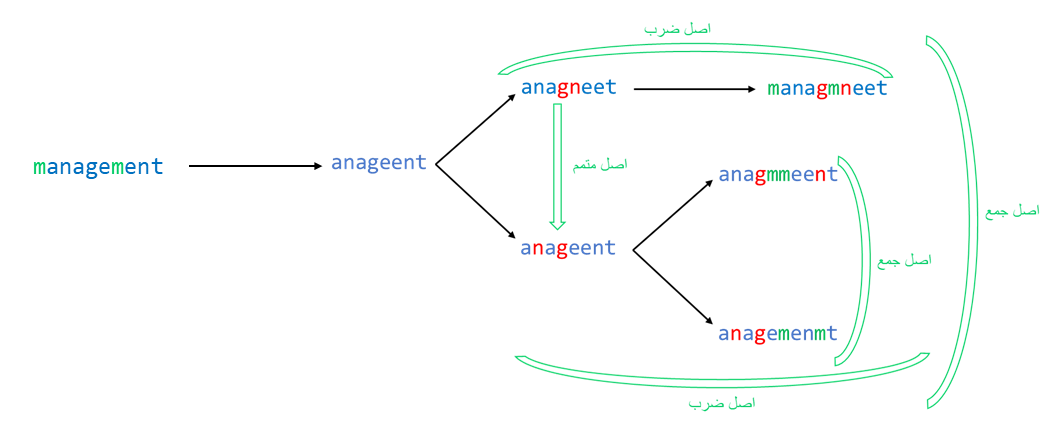 اصل ضرب
anagneet
managmneet
management
anageent
اصل متمم
anagmmeent
اصل جمع
anageent
اصل جمع
anagemenmt
اصل ضرب